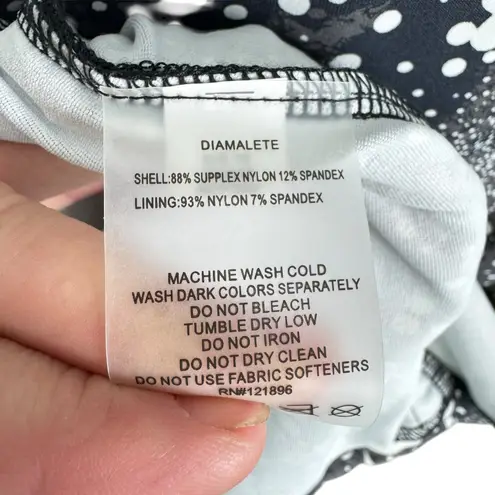 DIAMALETE
SHELL:88% SUPPLEX NYLON 12% SPANDEX
LINING:93% NYLON 7% SPANDEX
MACHINE WASH COLD
WASH DARK COLORS SEPARATELY
DO NOT BLEACH
TUMBLE DRY LOW
DO NOT IRON
DO NOT DRY CLEAN
DO NOT USE FABRIC SOFTENERS
RN#121896